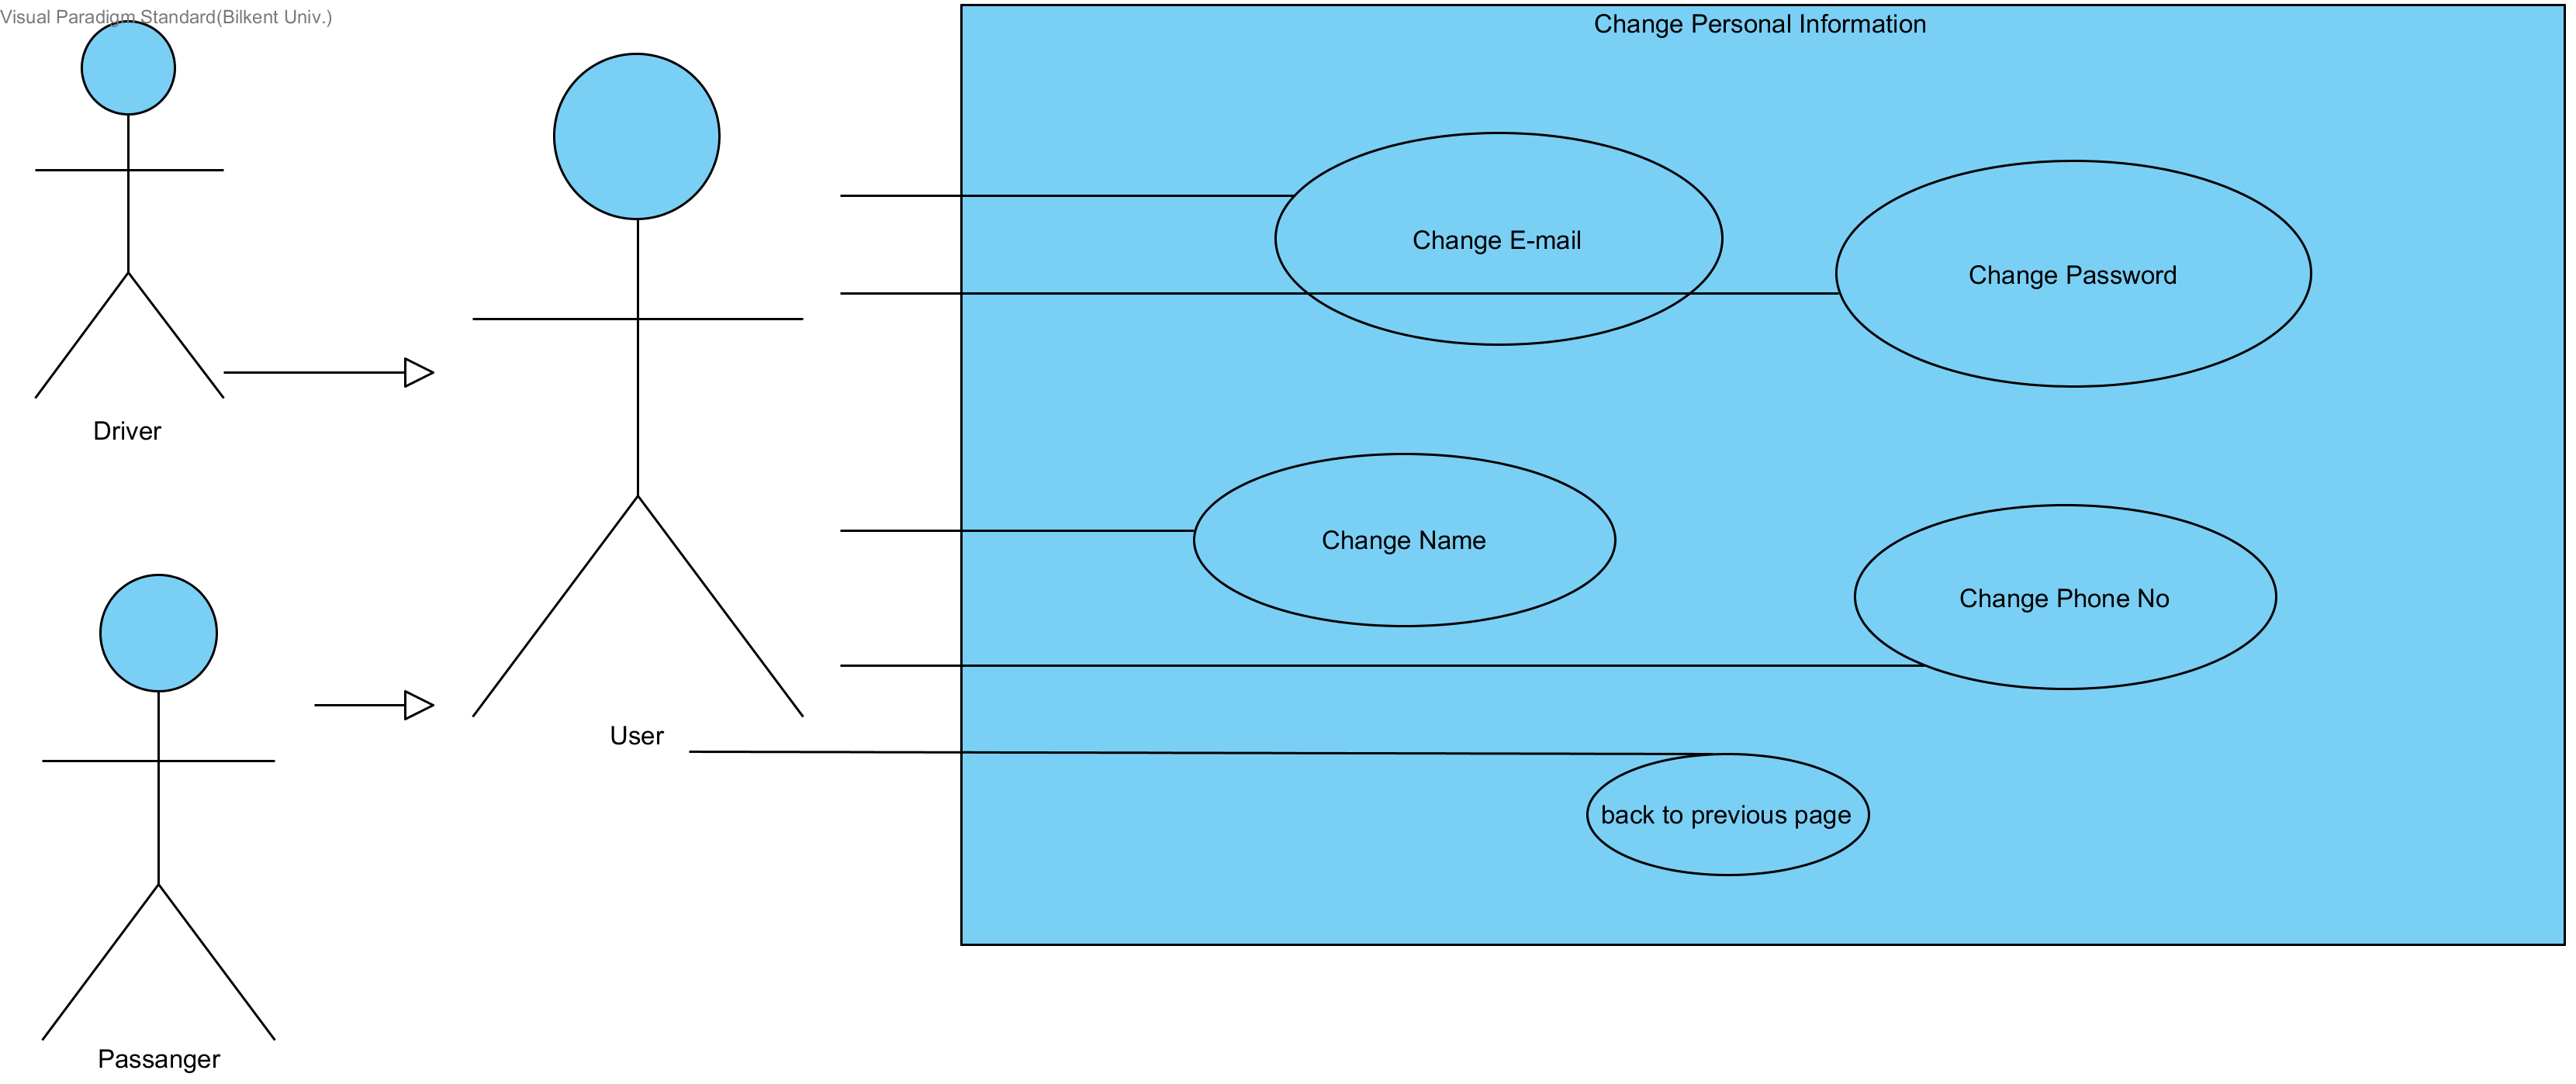 Visual Paradigm Standard(Bilkent Univ.)
Change Personal Information
Change E-mail
Change Password
Driver
Change Name
Change Phone No
User
back to previous page
Passanger